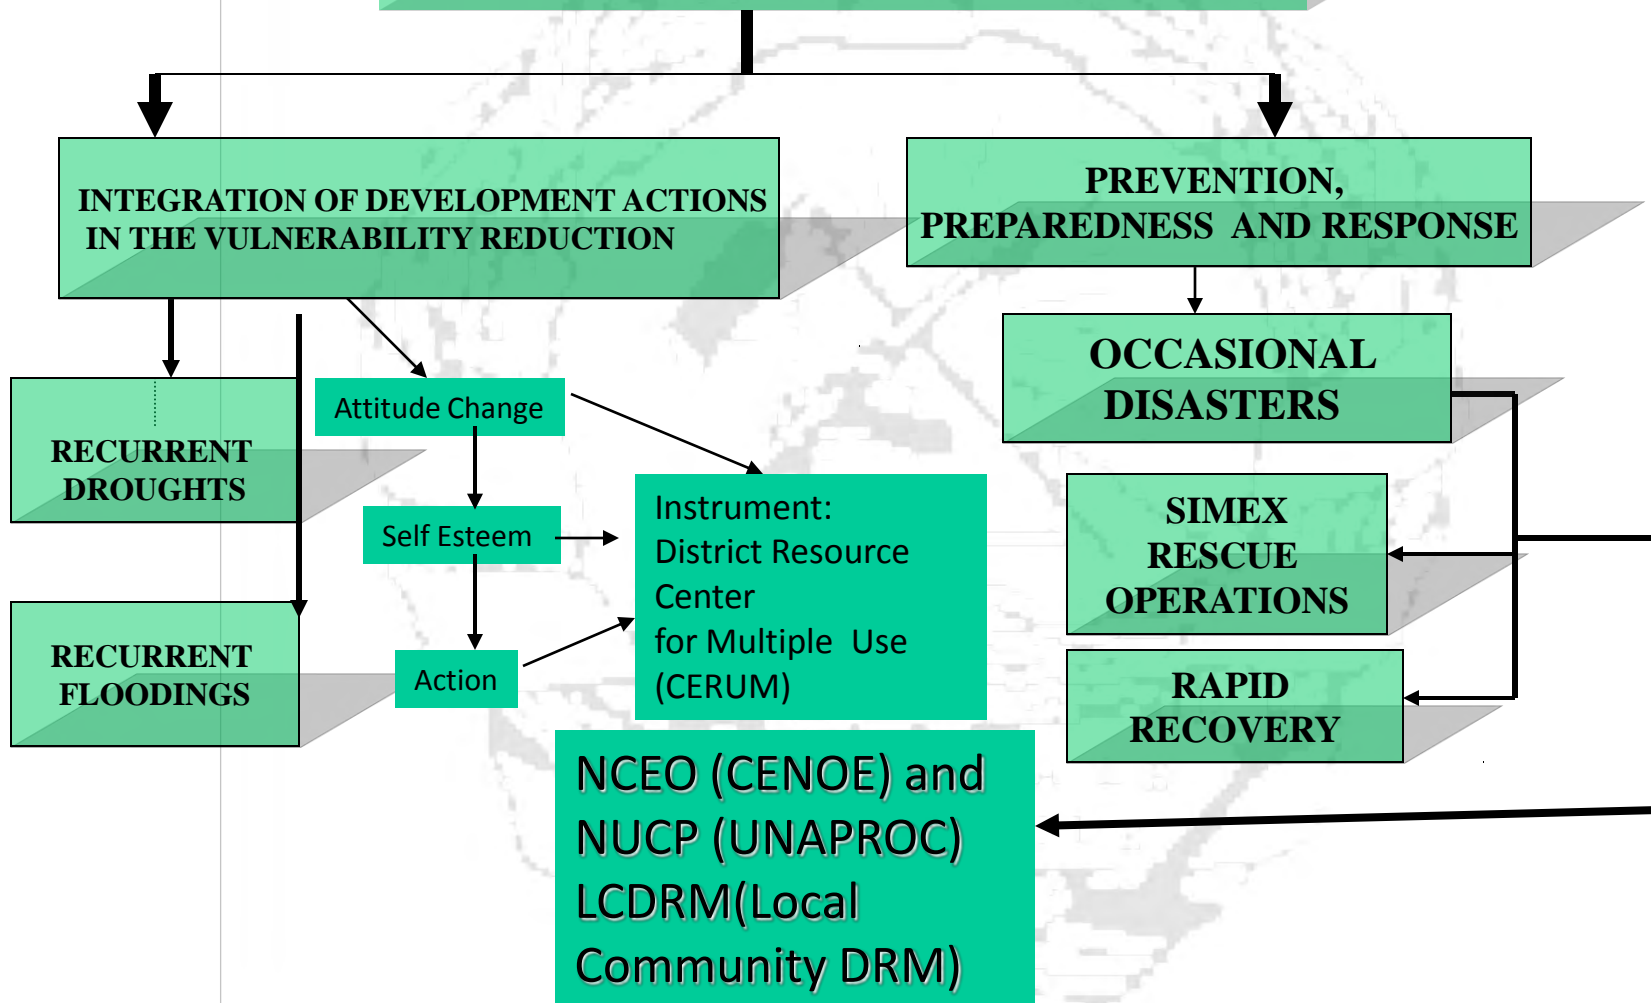 INTEGRATION OF DEVELOPMENT ACTIONS
IN THE VULNERABILITY REDUCTION
PREVENTION,
PREPAREDNESS AND RESPONSE
RECURRENT
DROUGHTS
RECURRENT
FLOODINGS
Attitude Change
Self Esteem
Action
Instrument:
District Resource
Center
for Multiple Use
(CERUM)
OCCASIONAL
DISASTERS
SIMEX
RESCUE
OPERATIONS
RAPID
RECOVERY
NCEO (CENOE) and
NUCP (UNAPROC)
LCDRM(Local
Community DRM)